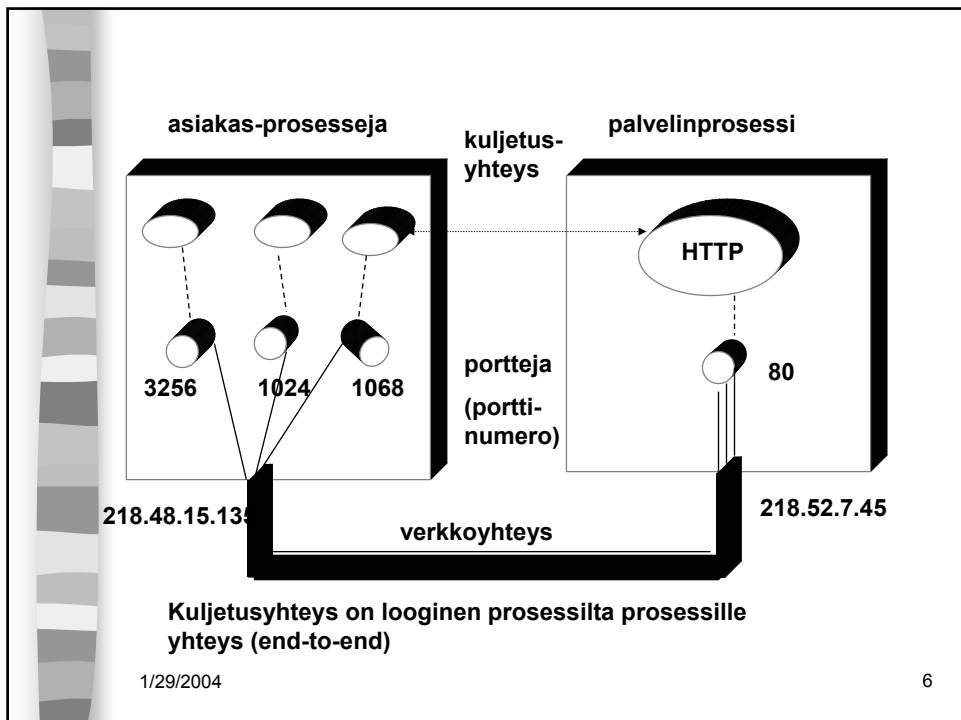 asiakas-prosesseja
kuljetus-
yhteys
palvelinprosessi
HTTP
3256
1024
1068
portteja
(portti-
numero)
80
218.48.15.135
verkkoyhteys
218.52.7.45
Kuljetusyhteys on looginen prosessilta prosessille
yhteys (end-to-end)
1/29/2004
6